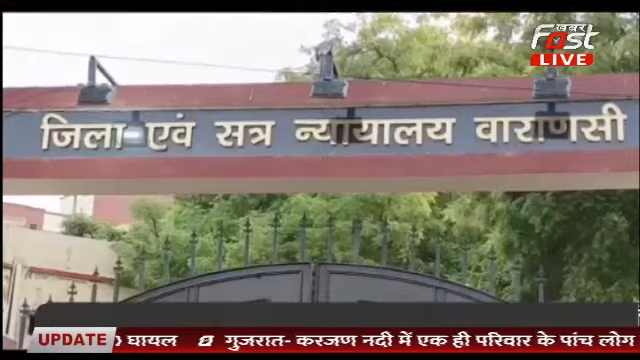 खबर
Fast
LIVE
जिला एवं सत्र न्यायालय वाराणसी
UPDATE
घायल गुजरात- करजण नदी में एक ही परिवार के पांच लोग